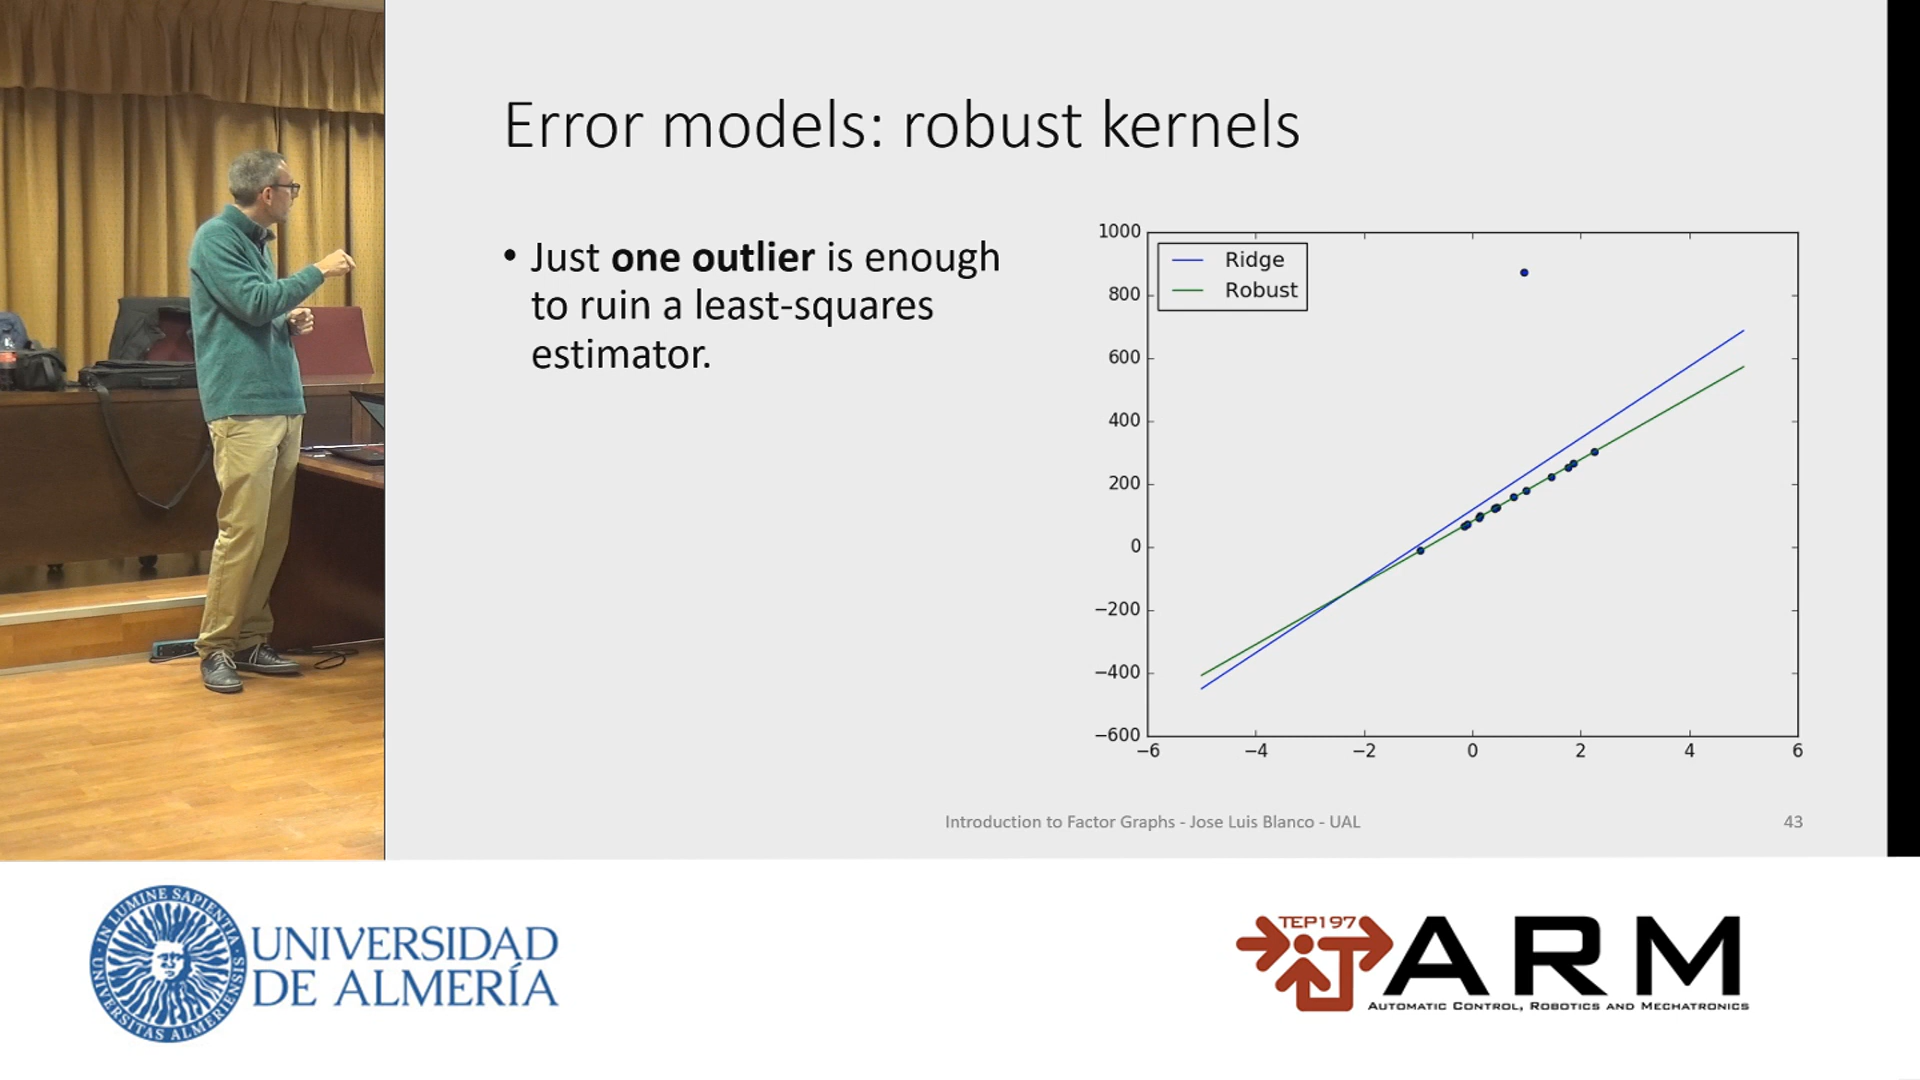 Error models: robust kernels
• Just one outlier is enough
to ruin a least-squares
estimator.
1000
800
600
400
200
0
−200
−400
−600
−6
−4
−2
0
2
4
6
Ridge
Robust
Introduction to Factor Graphs - Jose Luis Blanco - UAL
43
IN LUMINE SAPIENTIA
UNIVERSITAS ALMERIENSIS
UNIVERSIDAD
DE ALMERÍA
TEP197
ARM
AUTOMATIC CONTROL, ROBOTICS AND MECHATRONICS